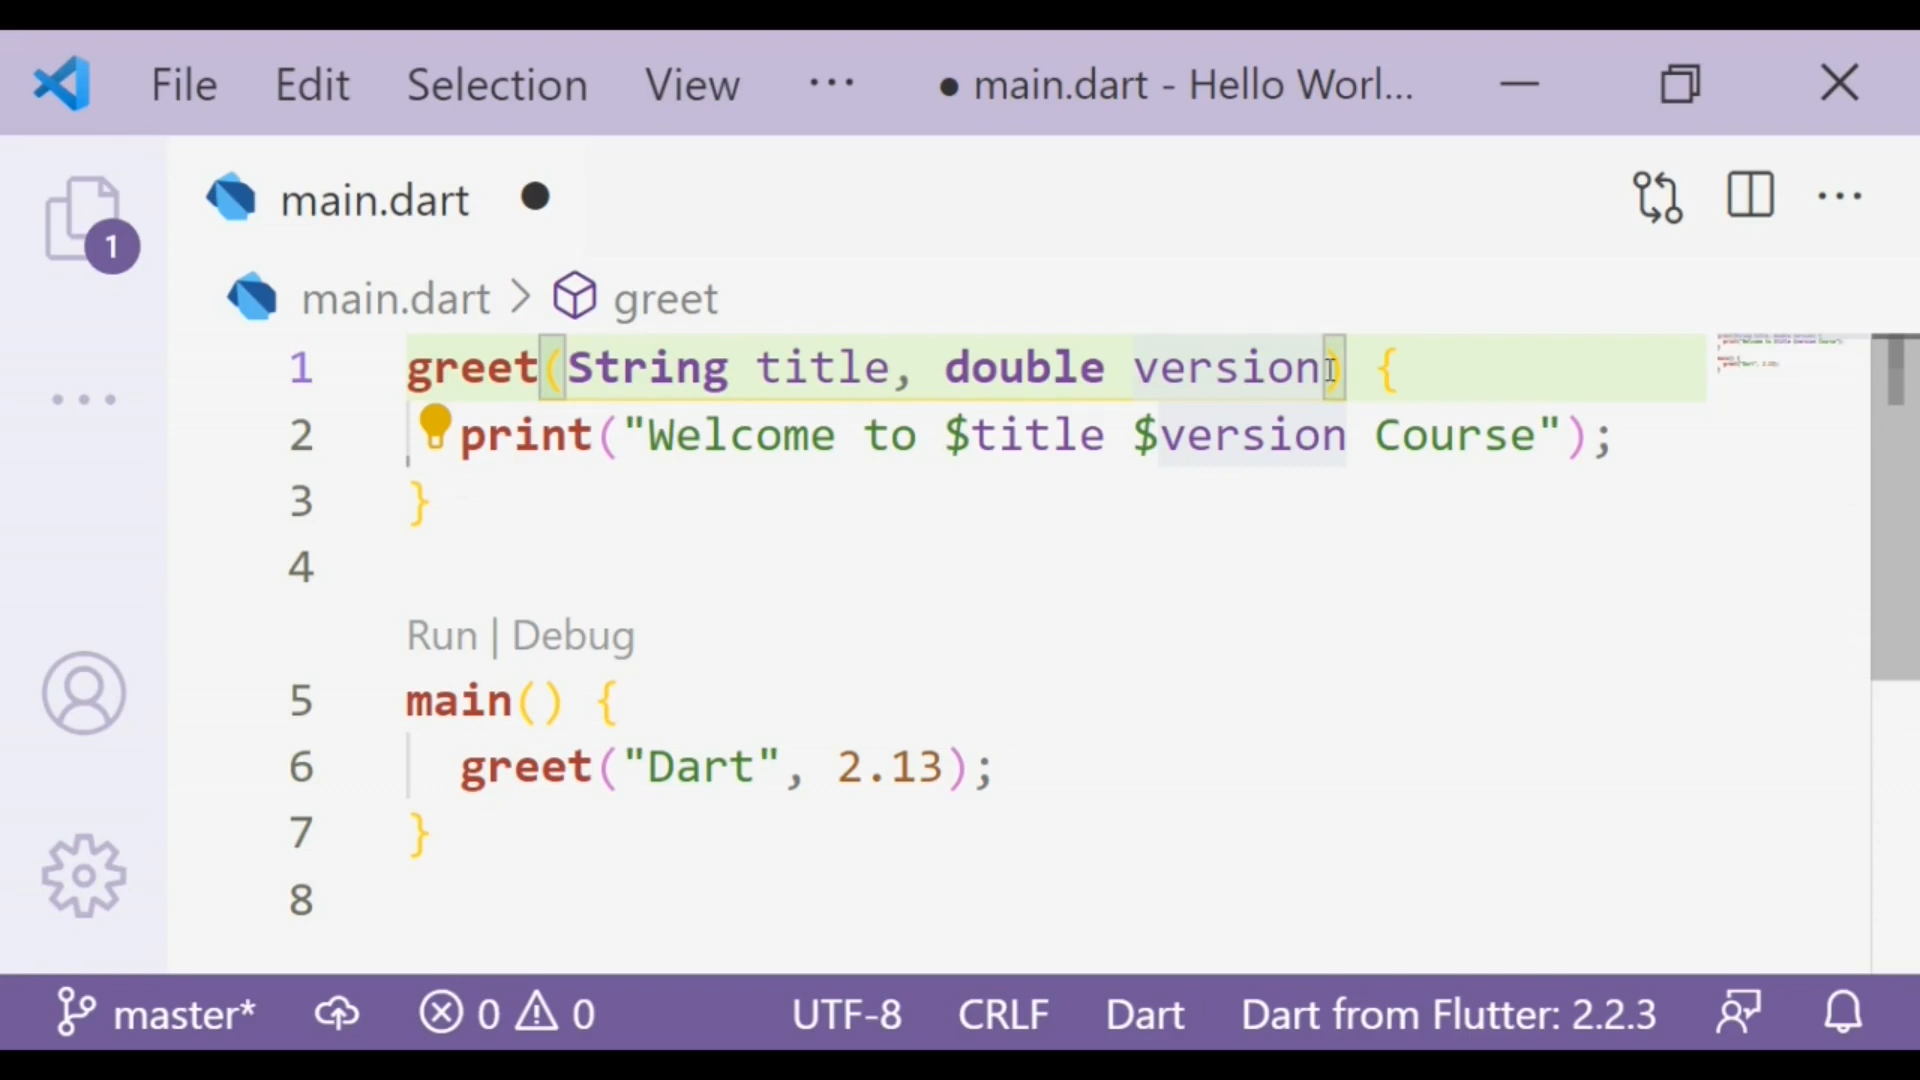 File Edit Selection View ··· ● main.dart - Hello Worl...
main.dart ●
1
main.dart > greet
1 greet(String title, double version) {
2 print("Welcome to $title $version Course");
3 }
4
Run | Debug
5 main() {
6 greet("Dart", 2.13);
7 }
8
master* 0 0 UTF-8 CRLF Dart Dart from Flutter: 2.2.3